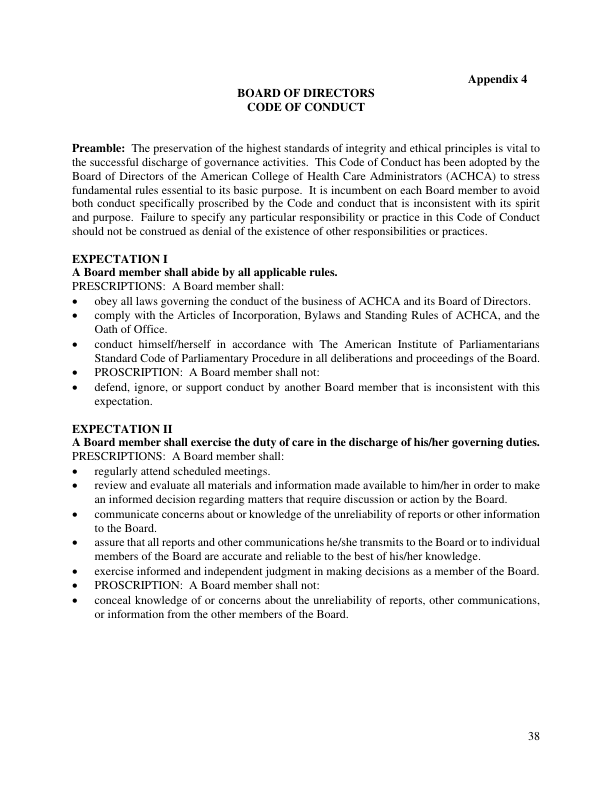 Appendix 4
BOARD OF DIRECTORS
CODE OF CONDUCT
Preamble:  The preservation of the highest standards of integrity and ethical principles is vital to
the successful discharge of governance activities.  This Code of Conduct has been adopted by the
Board of Directors of the American College of Health Care Administrators (ACHCA) to stress
fundamental rules essential to its basic purpose.  It is incumbent on each Board member to avoid
both conduct specifically proscribed by the Code and conduct that is inconsistent with its spirit
and purpose.  Failure to specify any particular responsibility or practice in this Code of Conduct
should not be construed as denial of the existence of other responsibilities or practices.
EXPECTATION I
A Board member shall abide by all applicable rules.
PRESCRIPTIONS:  A Board member shall:
• obey all laws governing the conduct of the business of ACHCA and its Board of Directors.
• comply with the Articles of Incorporation, Bylaws and Standing Rules of ACHCA, and the
Oath of Office.
• conduct himself/herself in accordance with The American Institute of Parliamentarians
Standard Code of Parliamentary Procedure in all deliberations and proceedings of the Board.
• PROSCRIPTION:  A Board member shall not:
• defend, ignore, or support conduct by another Board member that is inconsistent with this
expectation.
EXPECTATION II
A Board member shall exercise the duty of care in the discharge of his/her governing duties.
PRESCRIPTIONS:  A Board member shall:
• regularly attend scheduled meetings.
• review and evaluate all materials and information made available to him/her in order to make
an informed decision regarding matters that require discussion or action by the Board.
• communicate concerns about or knowledge of the unreliability of reports or other information
to the Board.
• assure that all reports and other communications he/she transmits to the Board or to individual
members of the Board are accurate and reliable to the best of his/her knowledge.
• exercise informed and independent judgment in making decisions as a member of the Board.
• PROSCRIPTION:  A Board member shall not:
• conceal knowledge of or concerns about the unreliability of reports, other communications,
or information from the other members of the Board.
38